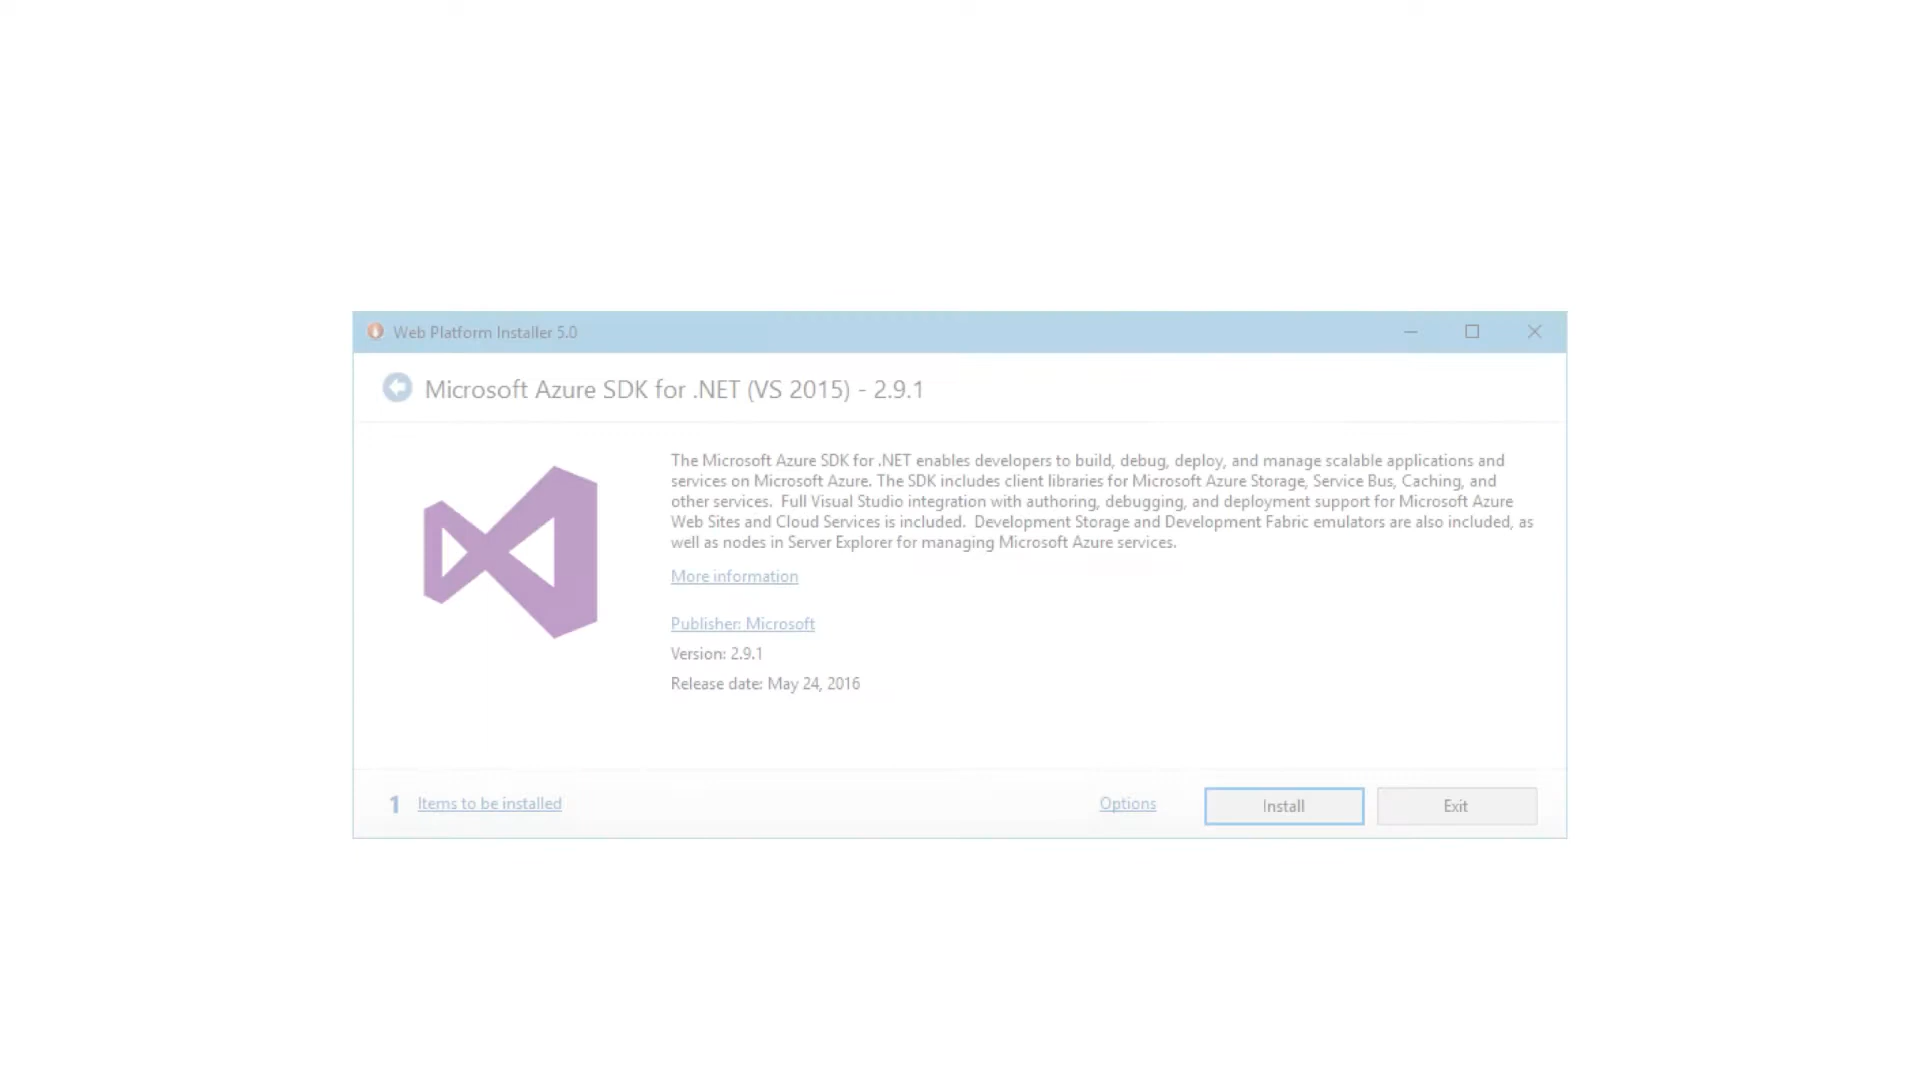 Web Platform Installer 5.0
Microsoft Azure SDK for .NET (VS 2015) - 2.9.1
The Microsoft Azure SDK for .NET enables developers to build, debug, deploy, and manage scalable applications and
services on Microsoft Azure. The SDK includes client libraries for Microsoft Azure Storage, Service Bus, Caching, and
other services.  Full Visual Studio integration with authoring, debugging, and deployment support for Microsoft Azure
Web Sites and Cloud Services is included.  Development Storage and Development Fabric emulators are also included, as
well as nodes in Server Explorer for managing Microsoft Azure services.
More information
Publisher: Microsoft
Version: 2.9.1
Release date: May 24, 2016
1 Items to be installed
Options
Install
Exit